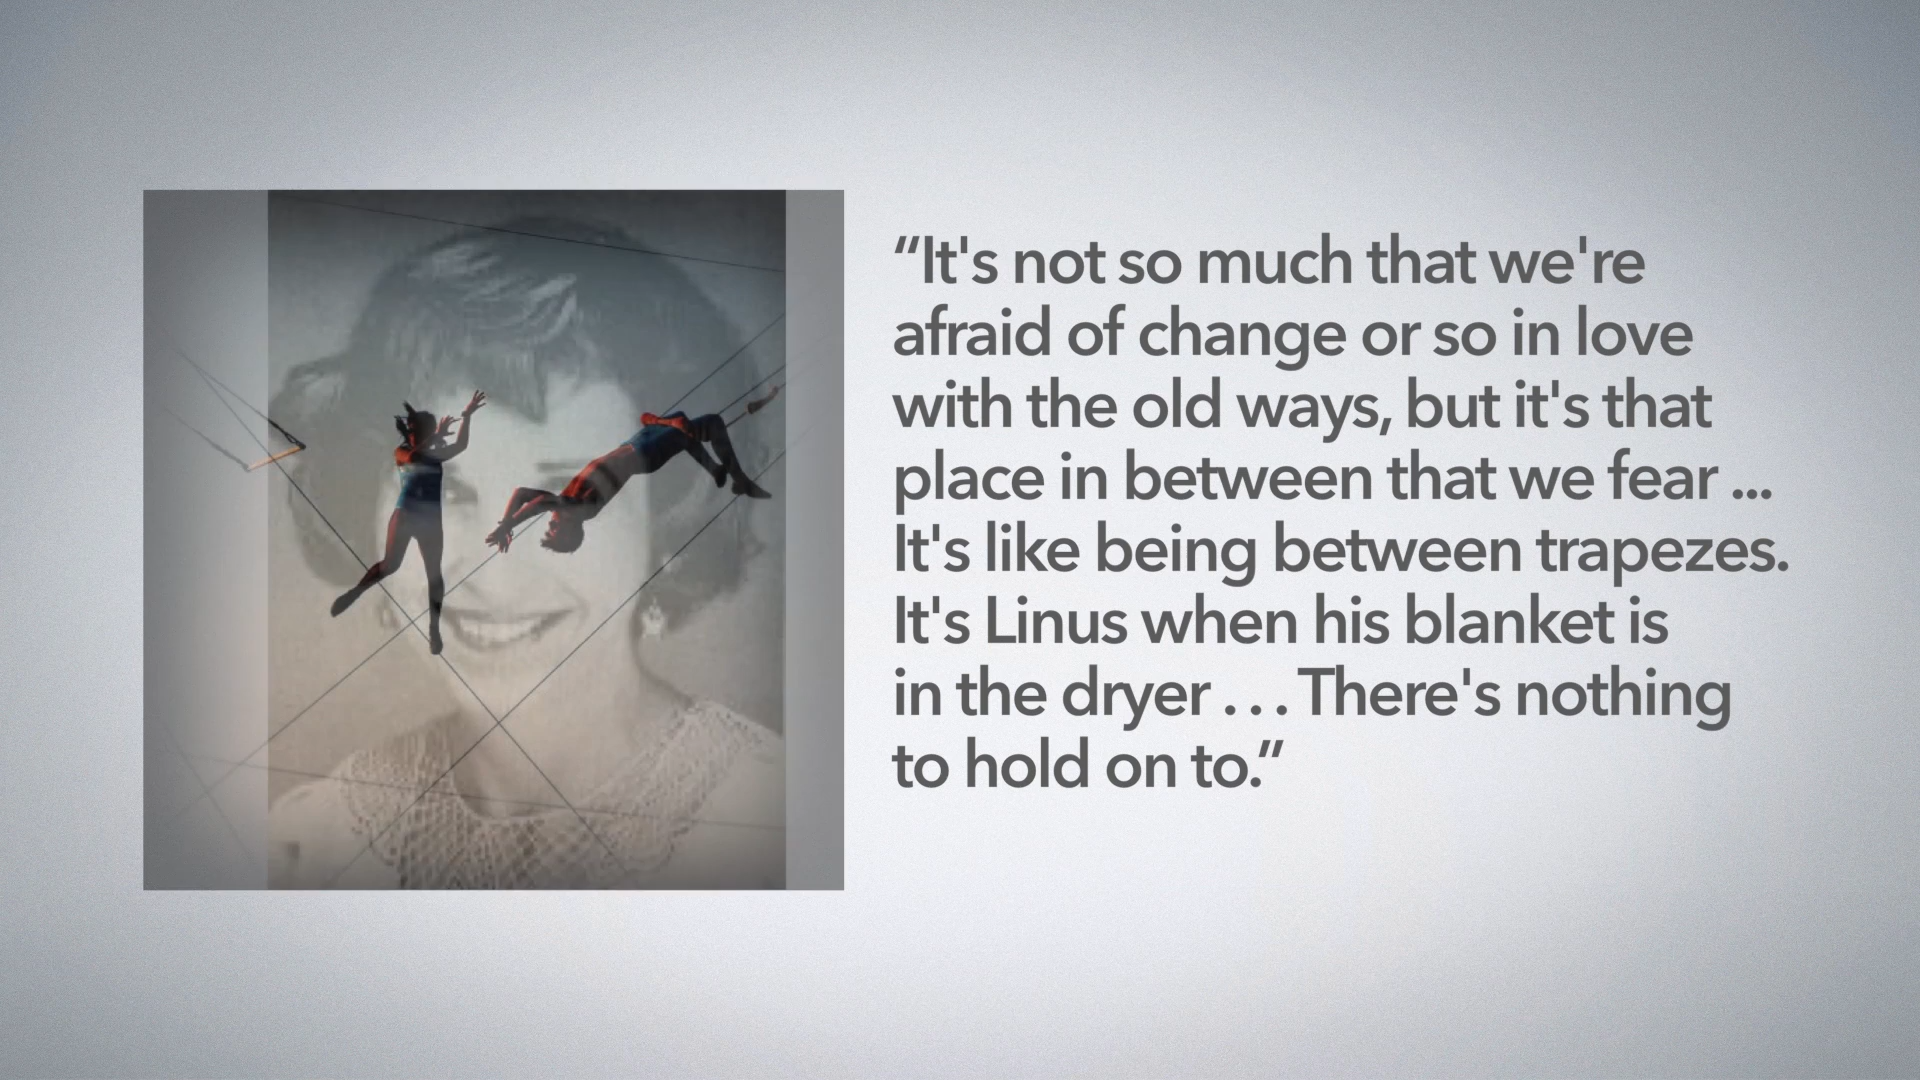 “It's not so much that we're
afraid of change or so in love
with the old ways, but it's that
place in between that we fear ...
It's like being between trapezes.
It's Linus when his blanket is
in the dryer . . . There's nothing
to hold on to.”